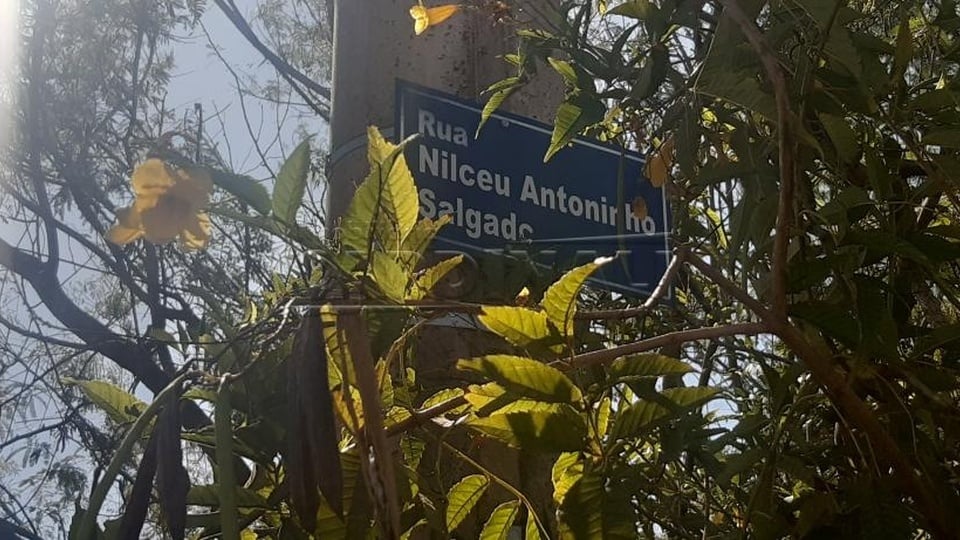 Rua
Nilceu Antoninho
Salgado